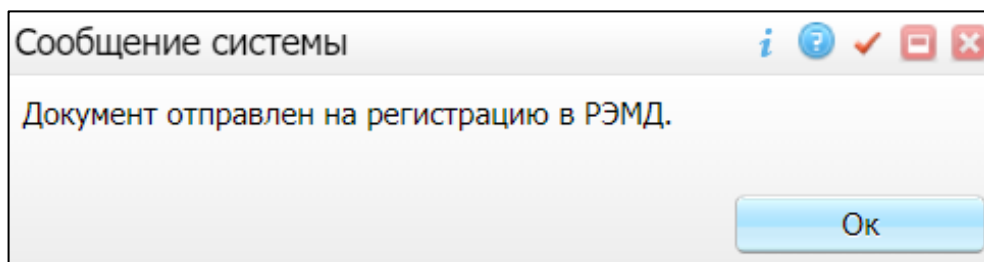 Сообщение системы
Документ отправлен на регистрацию в РЭМД.
Ок